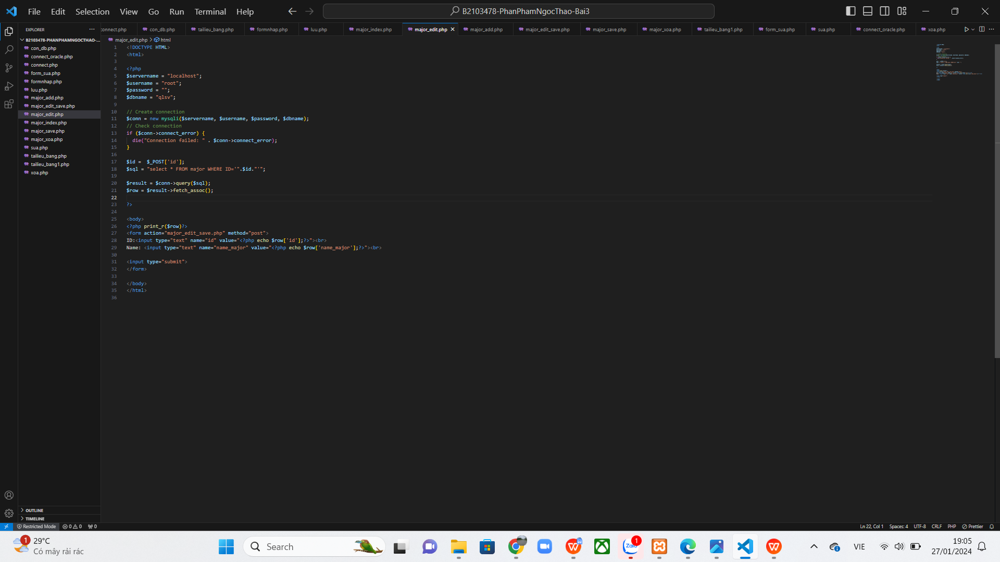 File Edit Selection View Go Run Terminal Help
B2103478-PhanPhamNgocThao-Bai3
EXPLORER
connect.php con_db.php tailieu_bang.php formnhap.php luu.php major_index.php major_edit.php major_add.php major_edit_save.php major_save.php major_xoa.php tailieu_bang1.php form_sua.php sua.php connect_oracle.php xoa.php
B2103478-PHANPHAMNGOCTHAO-...
con_db.php
connect_oracle.php
connect.php
form_sua.php
formnhap.php
luu.php
major_add.php
major_edit_save.php
major_edit.php
major_index.php
major_save.php
major_xoa.php
sua.php
tailieu_bang.php
tailieu_bang1.php
xoa.php
OUTLINE
TIMELINE
major_edit.php > html
1 <!DOCTYPE HTML>
2 <html>
3
4 <?php
5 $servername = "localhost";
6 $username = "root";
7 $password = "";
8 $dbname = "qlsv";
9
10 // Create connection
11 $conn = new mysqli($servername, $username, $password, $dbname);
12 // Check connection
13 if ($conn->connect_error) {
14 die("Connection failed: " . $conn->connect_error);
15 }
16
17 $id = $_POST['id'];
18 $sql = "select * FROM major WHERE ID='".$id."'";
19
20 $result = $conn->query($sql);
21 $row = $result->fetch_assoc();
22
23 ?>
24
25 <body>
26 <?php print_r($row)?>
27 <form action="major_edit_save.php" method="post">
28 ID:<input type="text" name="id" value="<?php echo $row['id'];?>"><br>
29 Name: <input type="text" name="name_major" value="<?php echo $row['name_major'];?>"><br>
30
31 <input type="submit">
32 </form>
33
34 </body>
35 </html>
36
Restricted Mode 0 0 0
Ln 22, Col 1 Spaces: 4 UTF-8 CRLF PHP Prettier
1
29°C
Có mây rải rác
Search
Zalo
1
VIE
19:05
27/01/2024